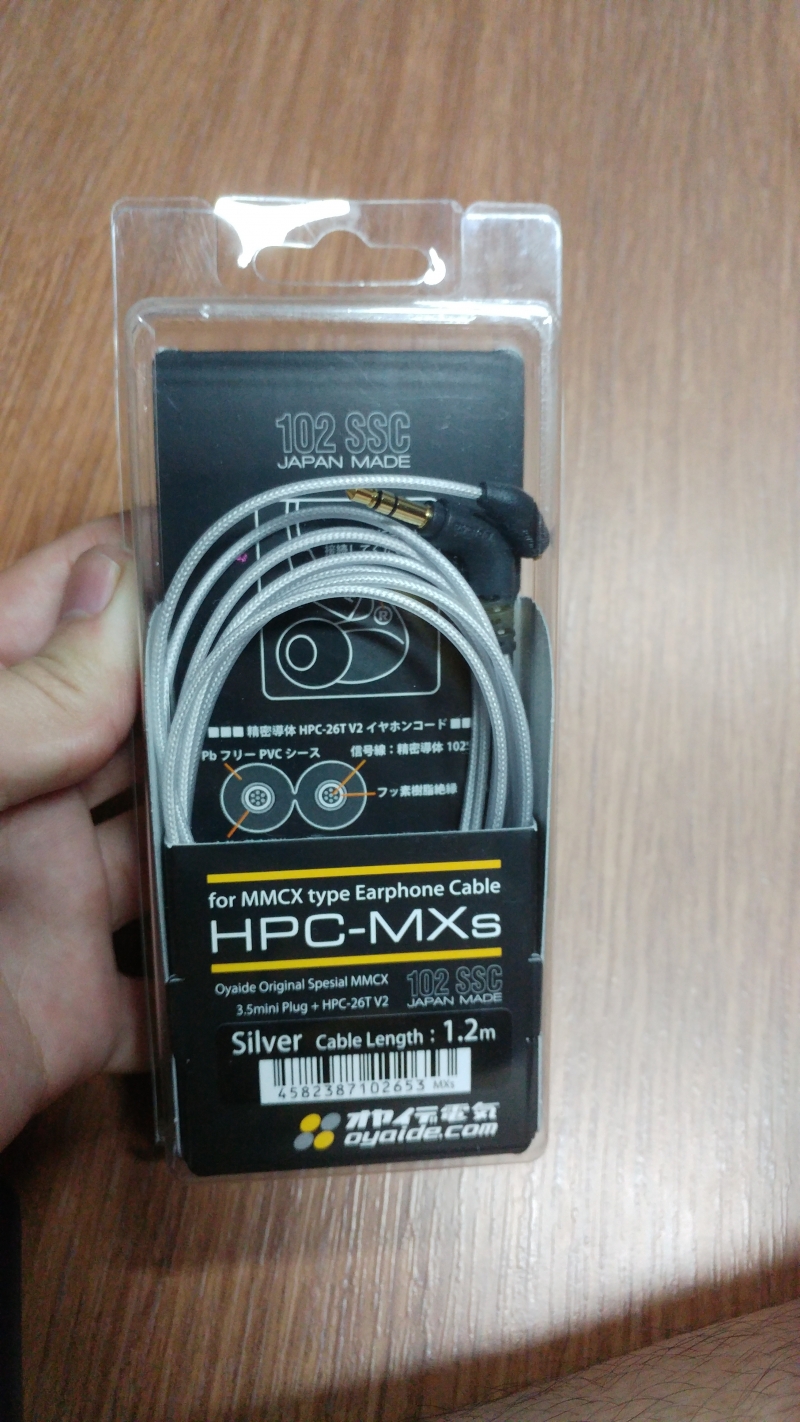 102 SSC
JAPAN MADE
®
精密導体 HPC-26T V2 イヤホンコード
Pb フリー PVC シース
信号線：精密導体 102
フッ素樹脂絶縁
for MMCX type Earphone Cable
HPC-MXs
Oyaide Original Spesial MMCX
3.5mini Plug + HPC-26T V2
102 SSC
JAPAN MADE
Silver Cable Length : 1.2m
4582387102653 MXs
オヤイデ電気
oyaide.com